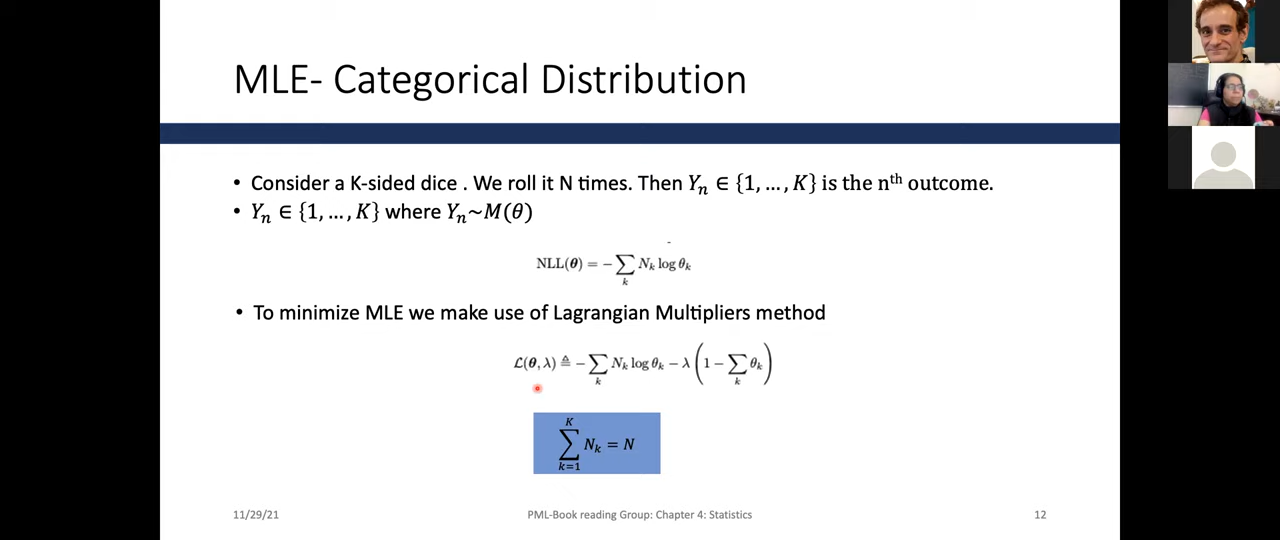 MLE- Categorical Distribution
• Consider a K-sided dice . We roll it N times. Then Yₙ ∈ {1, … , K} is the nᵗʰ outcome.
• Yₙ ∈ {1, … , K} where Yₙ~M(θ)
NLL(θ) = − ∑ₖ Nₖ log θₖ
• To minimize MLE we make use of Lagrangian Multipliers method
ℒ(θ, λ) ≜ − ∑ₖ Nₖ log θₖ − λ (1 − ∑ₖ θₖ)
∑_{k=1}^{K} Nₖ = N
11/29/21 PML-Book reading Group: Chapter 4: Statistics 12